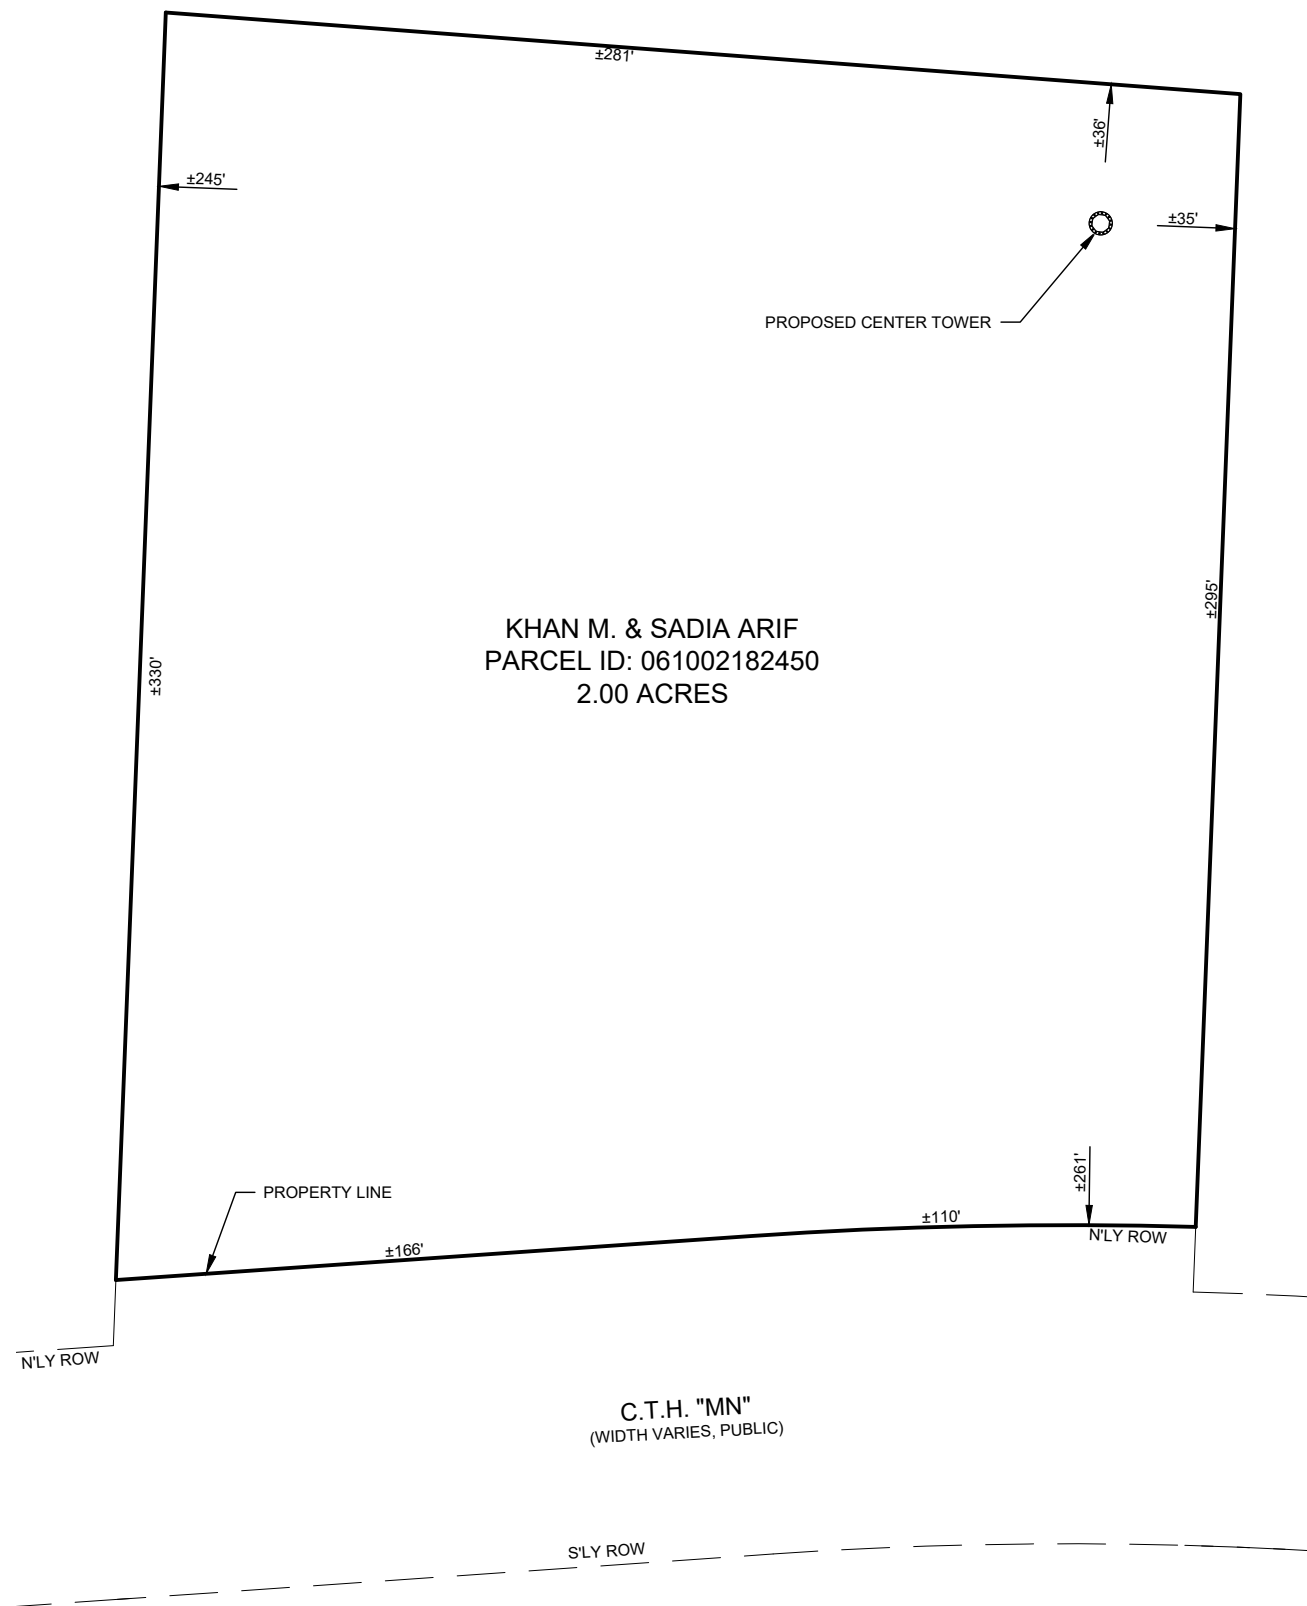 ±281'
±36'
±245'
±35'
PROPOSED CENTER TOWER
±295'
KHAN M. & SADIA ARIF
PARCEL ID: 061002182450
2.00 ACRES
±330'
±261'
PROPERTY LINE
±110'
N'LY ROW
±166'
N'LY ROW
C.T.H. "MN"
(WIDTH VARIES, PUBLIC)
S'LY ROW